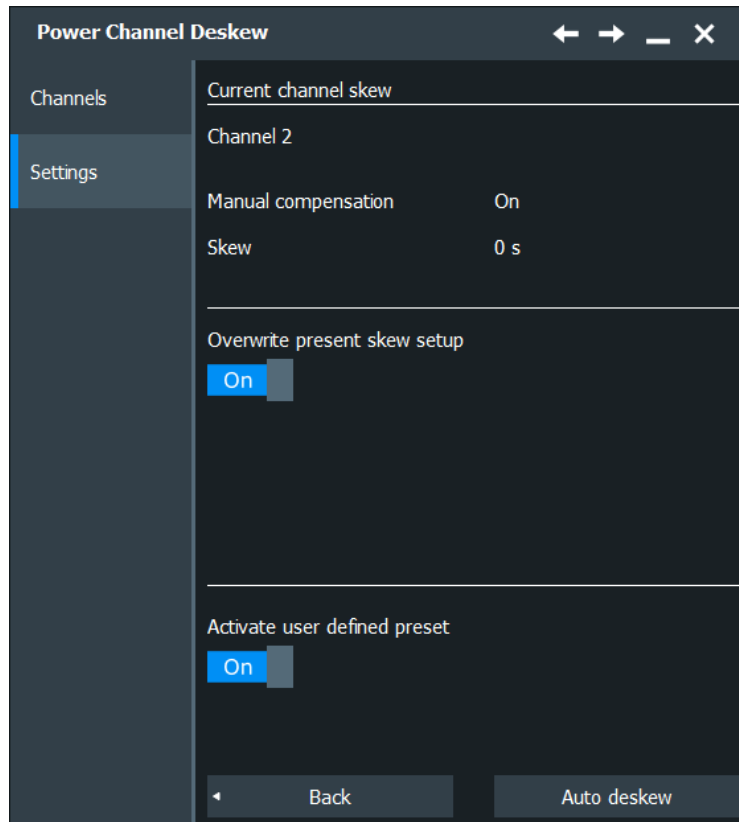 Power Channel Deskew
Channels
Settings
Current channel skew
Channel 2
Manual compensation On
Skew 0 s
Overwrite present skew setup
On
Activate user defined preset
On
Back
Auto deskew